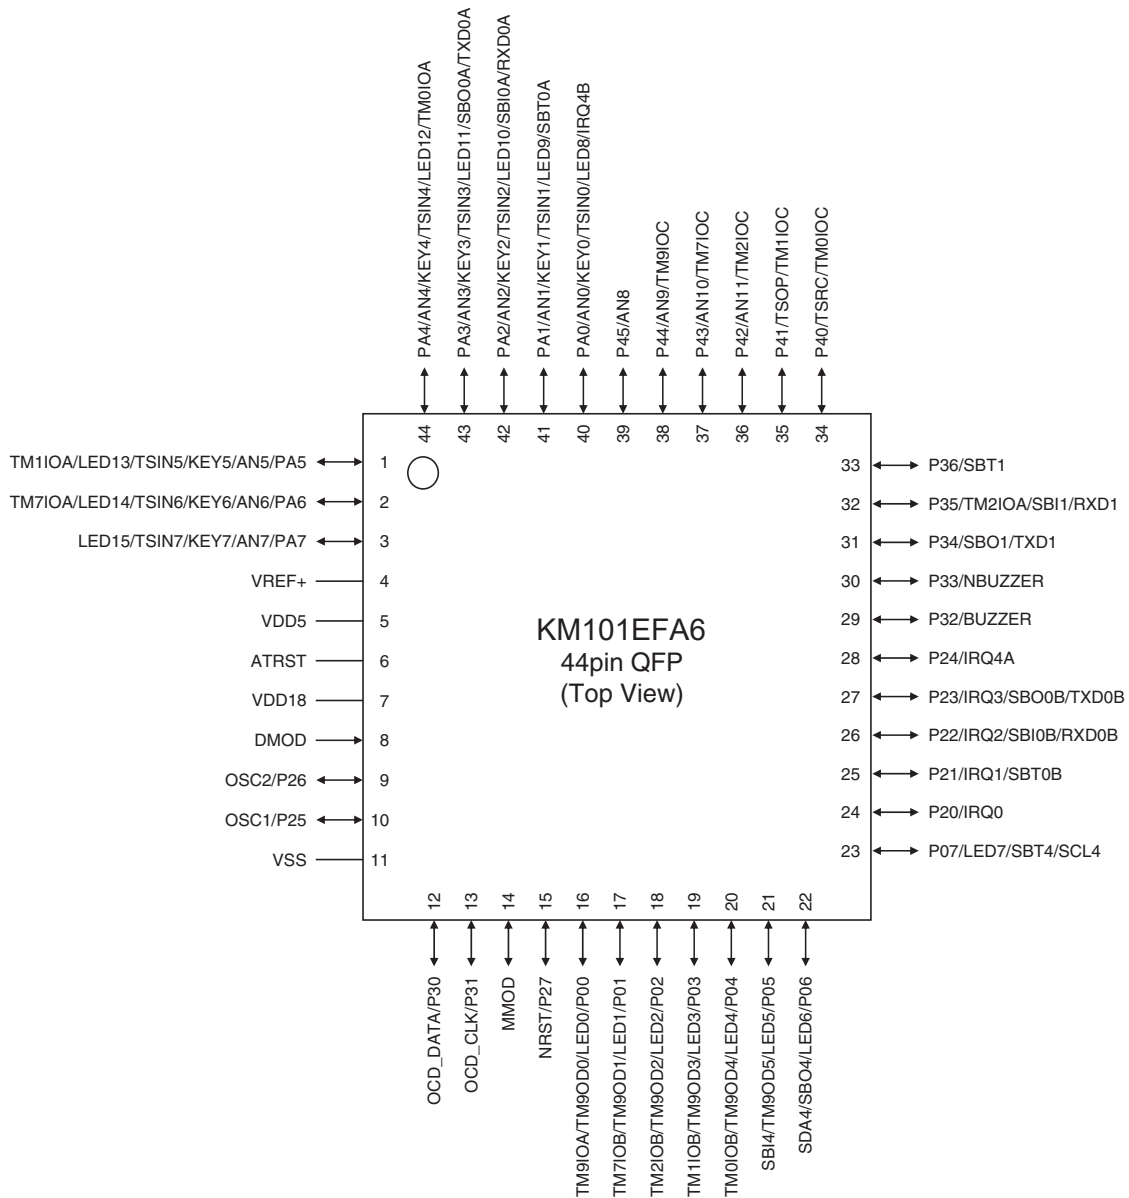 PA4/AN4/KEY4/TSIN4/LED12/TM0IOA
PA3/AN3/KEY3/TSIN3/LED11/SBO0A/TXD0A
PA2/AN2/KEY2/TSIN2/LED10/SBI0A/RXD0A
PA1/AN1/KEY1/TSIN1/LED9/SBT0A
PA0/AN0/KEY0/TSIN0/LED8/IRQ4B
P45/AN8
P44/AN9/TM9IOC
P43/AN10/TM7IOC
P42/AN11/TM2IOC
P41/TSOP/TM1IOC
P40/TSRC/TM0IOC
44
43
42
41
40
39
38
37
36
35
34
TM1IOA/LED13/TSIN5/KEY5/AN5/PA5 1
TM7IOA/LED14/TSIN6/KEY6/AN6/PA6 2
LED15/TSIN7/KEY7/AN7/PA7 3
VREF+ 4
VDD5 5
ATRST 6
VDD18 7
DMOD 8
OSC2/P26 9
OSC1/P25 10
VSS 11
KM101EFA6
44pin QFP
(Top View)
33 P36/SBT1
32 P35/TM2IOA/SBI1/RXD1
31 P34/SBO1/TXD1
30 P33/NBUZZER
29 P32/BUZZER
28 P24/IRQ4A
27 P23/IRQ3/SBO0B/TXD0B
26 P22/IRQ2/SBI0B/RXD0B
25 P21/IRQ1/SBT0B
24 P20/IRQ0
23 P07/LED7/SBT4/SCL4
12
13
14
15
16
17
18
19
20
21
22
OCD_DATA/P30
OCD_CLK/P31
MMOD
NRST/P27
TM9IOA/TM9OD0/LED0/P00
TM7IOB/TM9OD1/LED1/P01
TM2IOB/TM9OD2/LED2/P02
TM1IOB/TM9OD3/LED3/P03
TM0IOB/TM9OD4/LED4/P04
SBI4/TM9OD5/LED5/P05
SDA4/SBO4/LED6/P06